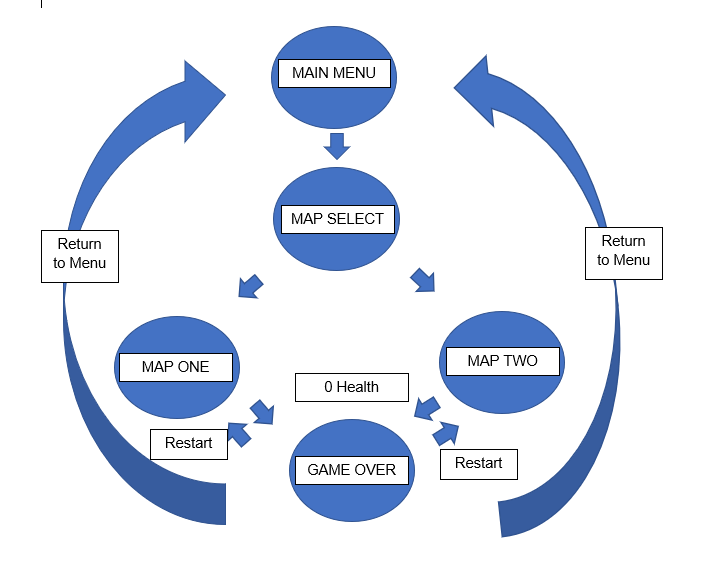 MAIN MENU
MAP SELECT
Return
to Menu
Return
to Menu
MAP ONE
MAP TWO
0 Health
Restart
GAME OVER
Restart